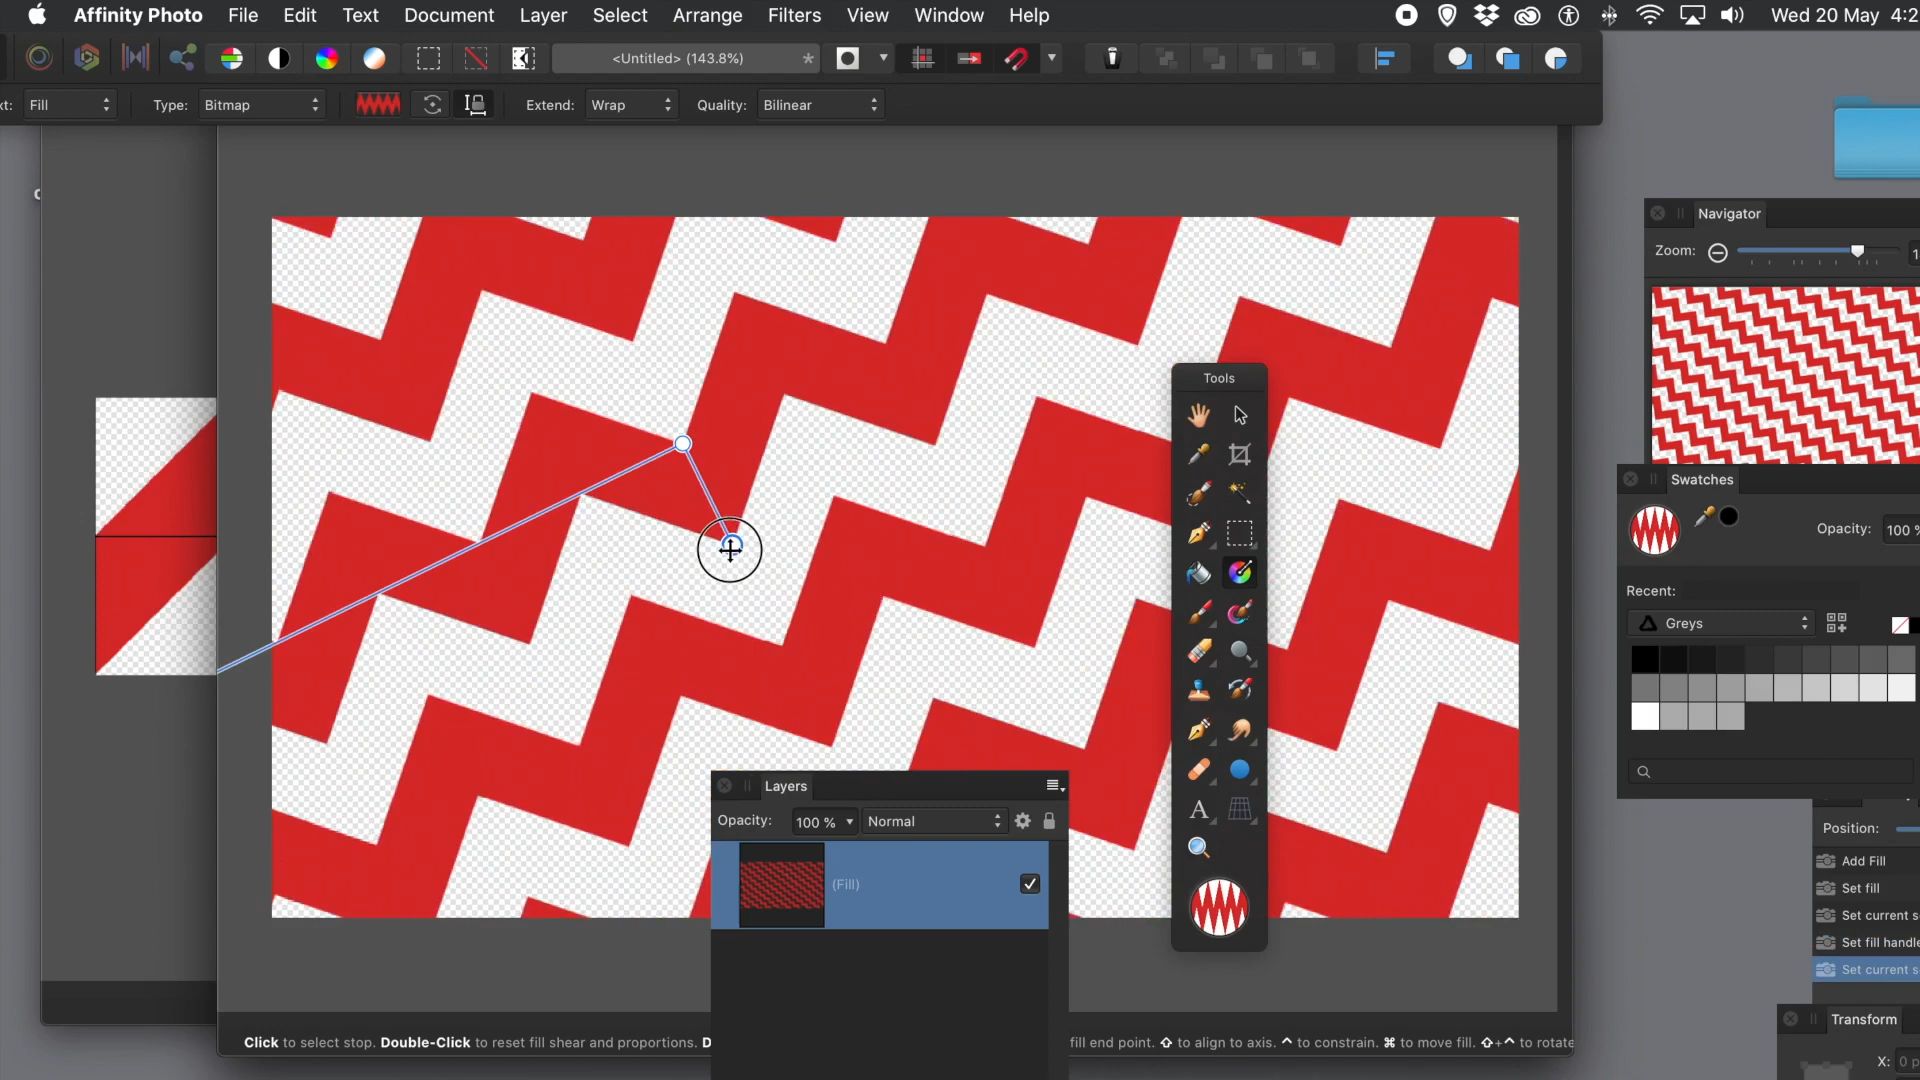 Affinity Photo File Edit Text Document Layer Select Arrange Filters View Window Help Wed 20 May 4:2
<Untitled> (143.8%) *
Fill Type: Bitmap Extend: Wrap Quality: Bilinear
Navigator
Zoom:
Tools
Swatches
Opacity: 100 %
Recent:
Greys
Layers
Opacity: 100 % Normal
(Fill)
Position:
Add Fill
Set fill
Set current s
Set fill handle
Set current s
Transform
X: 0 p
Click to select stop. Double-Click to reset fill shear and proportions. D
fill end point. ⇧ to align to axis. ^ to constrain. ⌘ to move fill. ⇧+^ to rotate